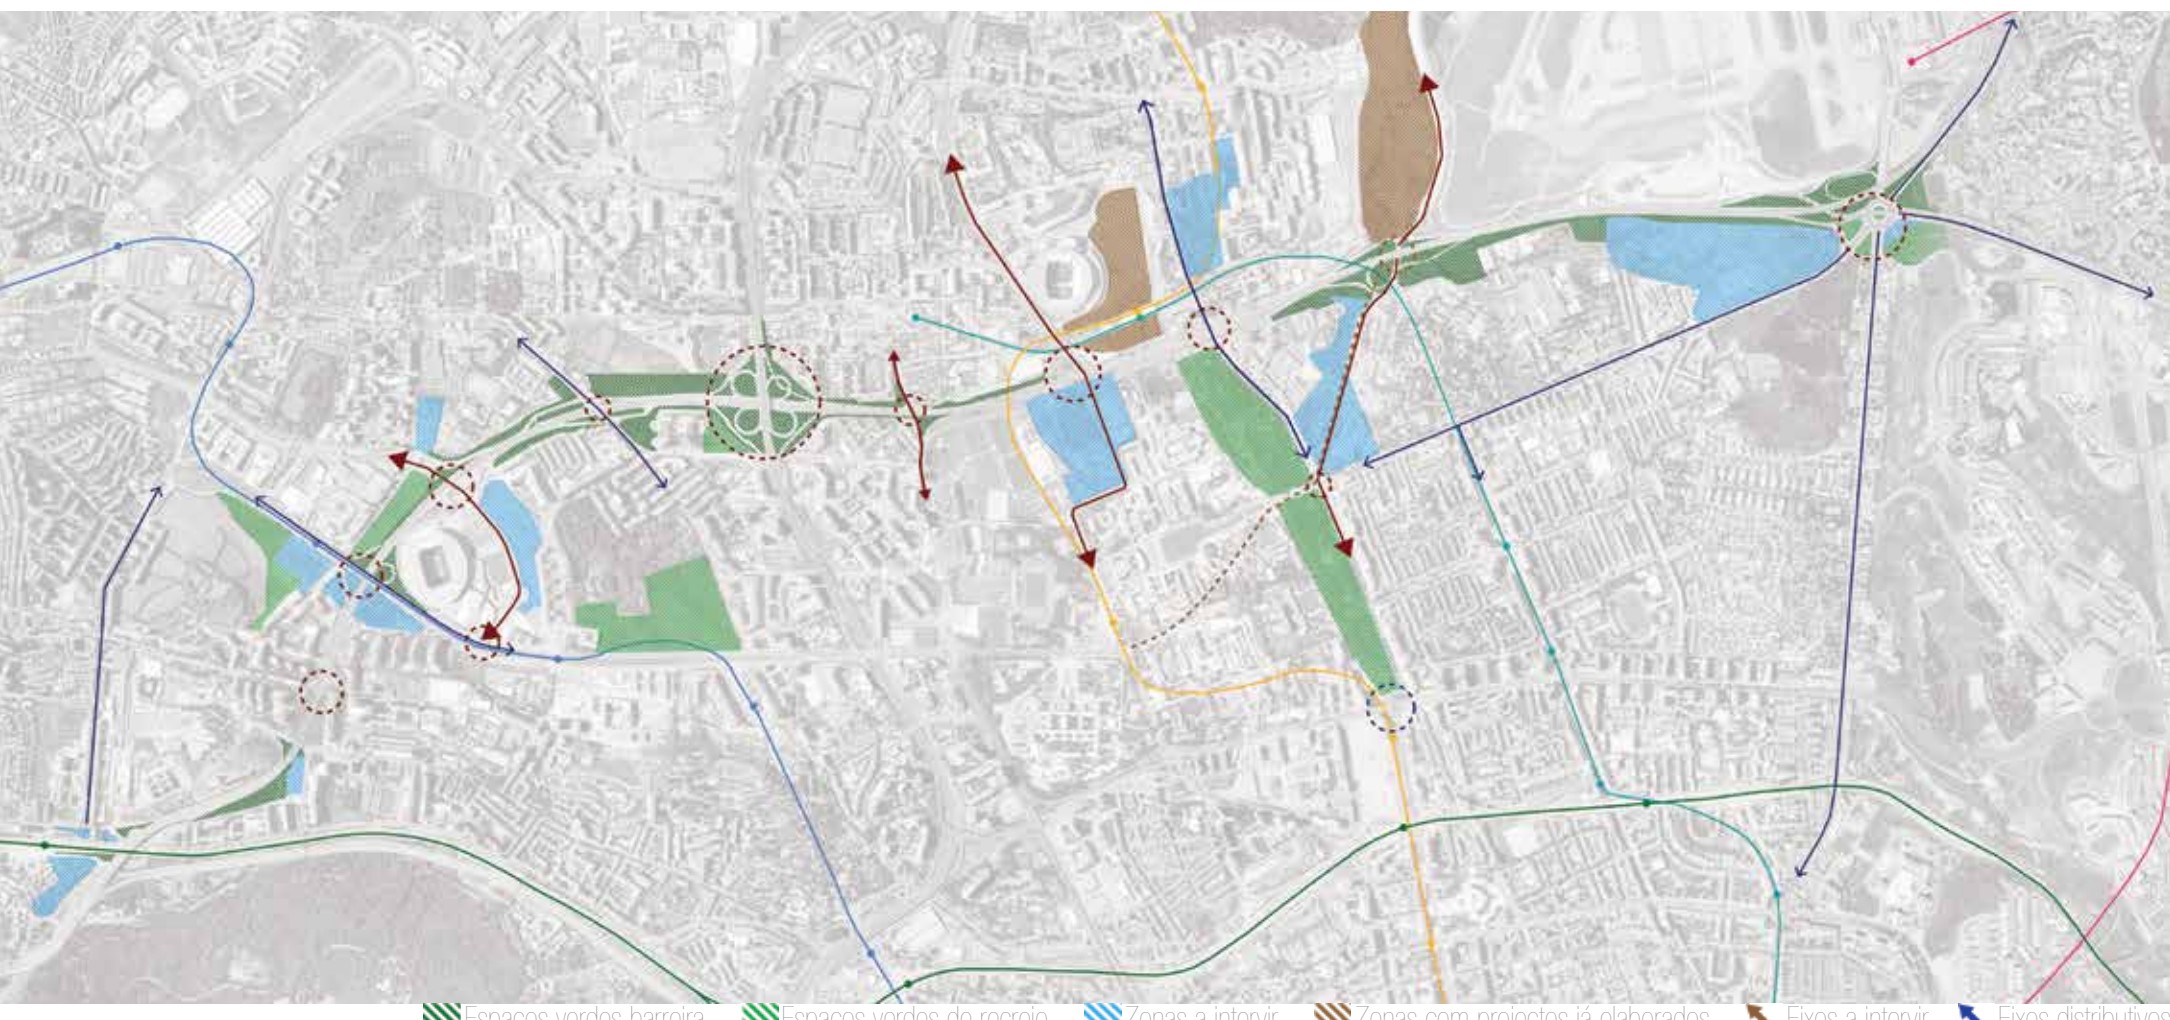 Espaços verdes barreira Espaços verdes de recreio Zonas a intervir Zonas com projectos já elaborados Eixos a intervir Eixos distributivos